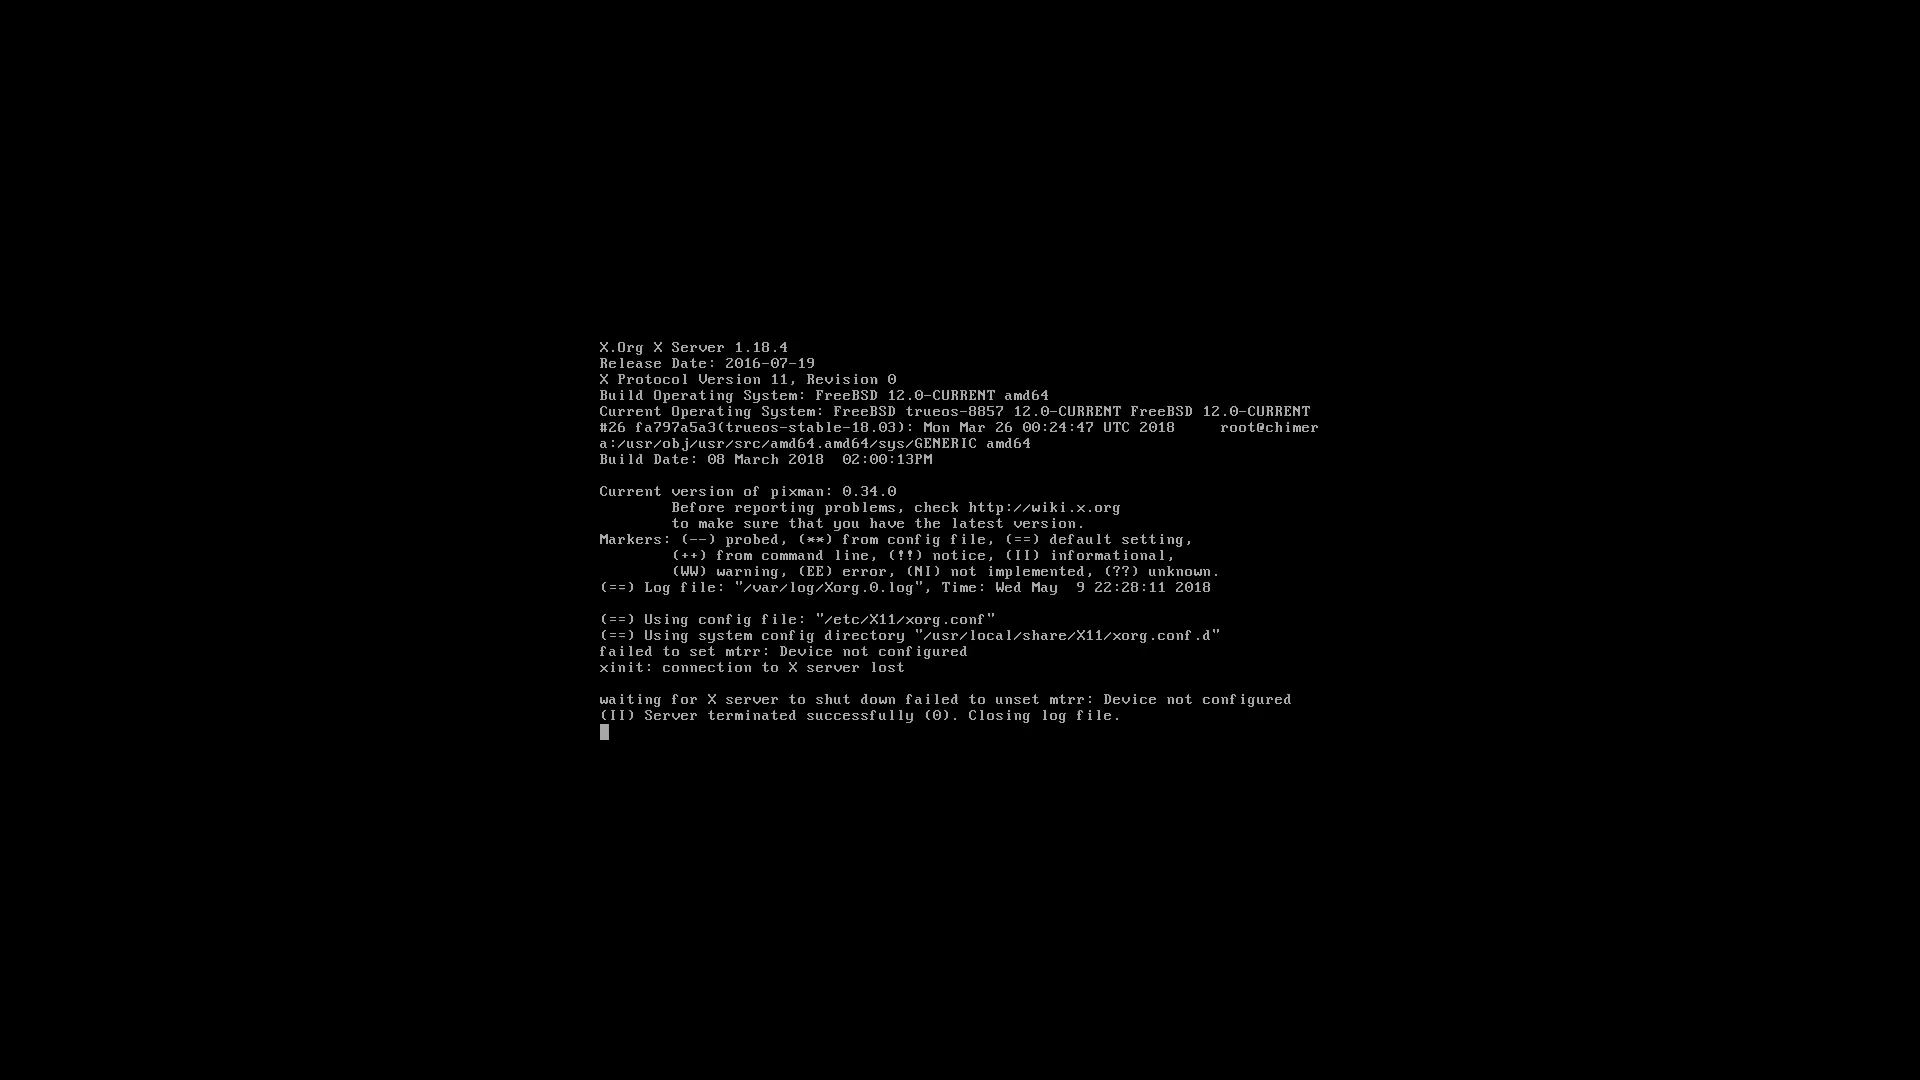 X.Org X Server 1.18.4
Release Date: 2016-07-19
X Protocol Version 11, Revision 0
Build Operating System: FreeBSD 12.0-CURRENT amd64
Current Operating System: FreeBSD trueos-8857 12.0-CURRENT FreeBSD 12.0-CURRENT
#26 fa797a5a3(trueos-stable-18.03): Mon Mar 26 00:24:47 UTC 2018     root@chimer
a:/usr/obj/usr/src/amd64.amd64/sys/GENERIC amd64
Build Date: 08 March 2018  02:00:13PM
Current version of pixman: 0.34.0
        Before reporting problems, check http://wiki.x.org
        to make sure that you have the latest version.
Markers: (--) probed, (**) from config file, (==) default setting,
        (++) from command line, (!!) notice, (II) informational,
        (WW) warning, (EE) error, (NI) not implemented, (??) unknown.
(==) Log file: "/var/log/Xorg.0.log", Time: Wed May  9 22:28:11 2018
(==) Using config file: "/etc/X11/xorg.conf"
(==) Using system config directory "/usr/local/share/X11/xorg.conf.d"
failed to set mtrr: Device not configured
xinit: connection to X server lost
waiting for X server to shut down failed to unset mtrr: Device not configured
(II) Server terminated successfully (0). Closing log file.